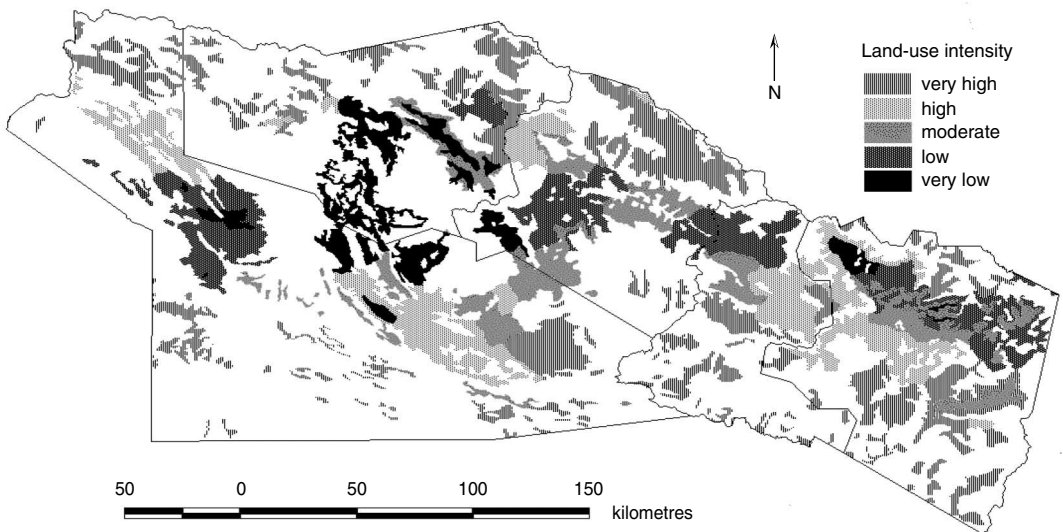 Land-use intensity
very high
high
moderate
low
very low
N
50 0 50 100 150
kilometres